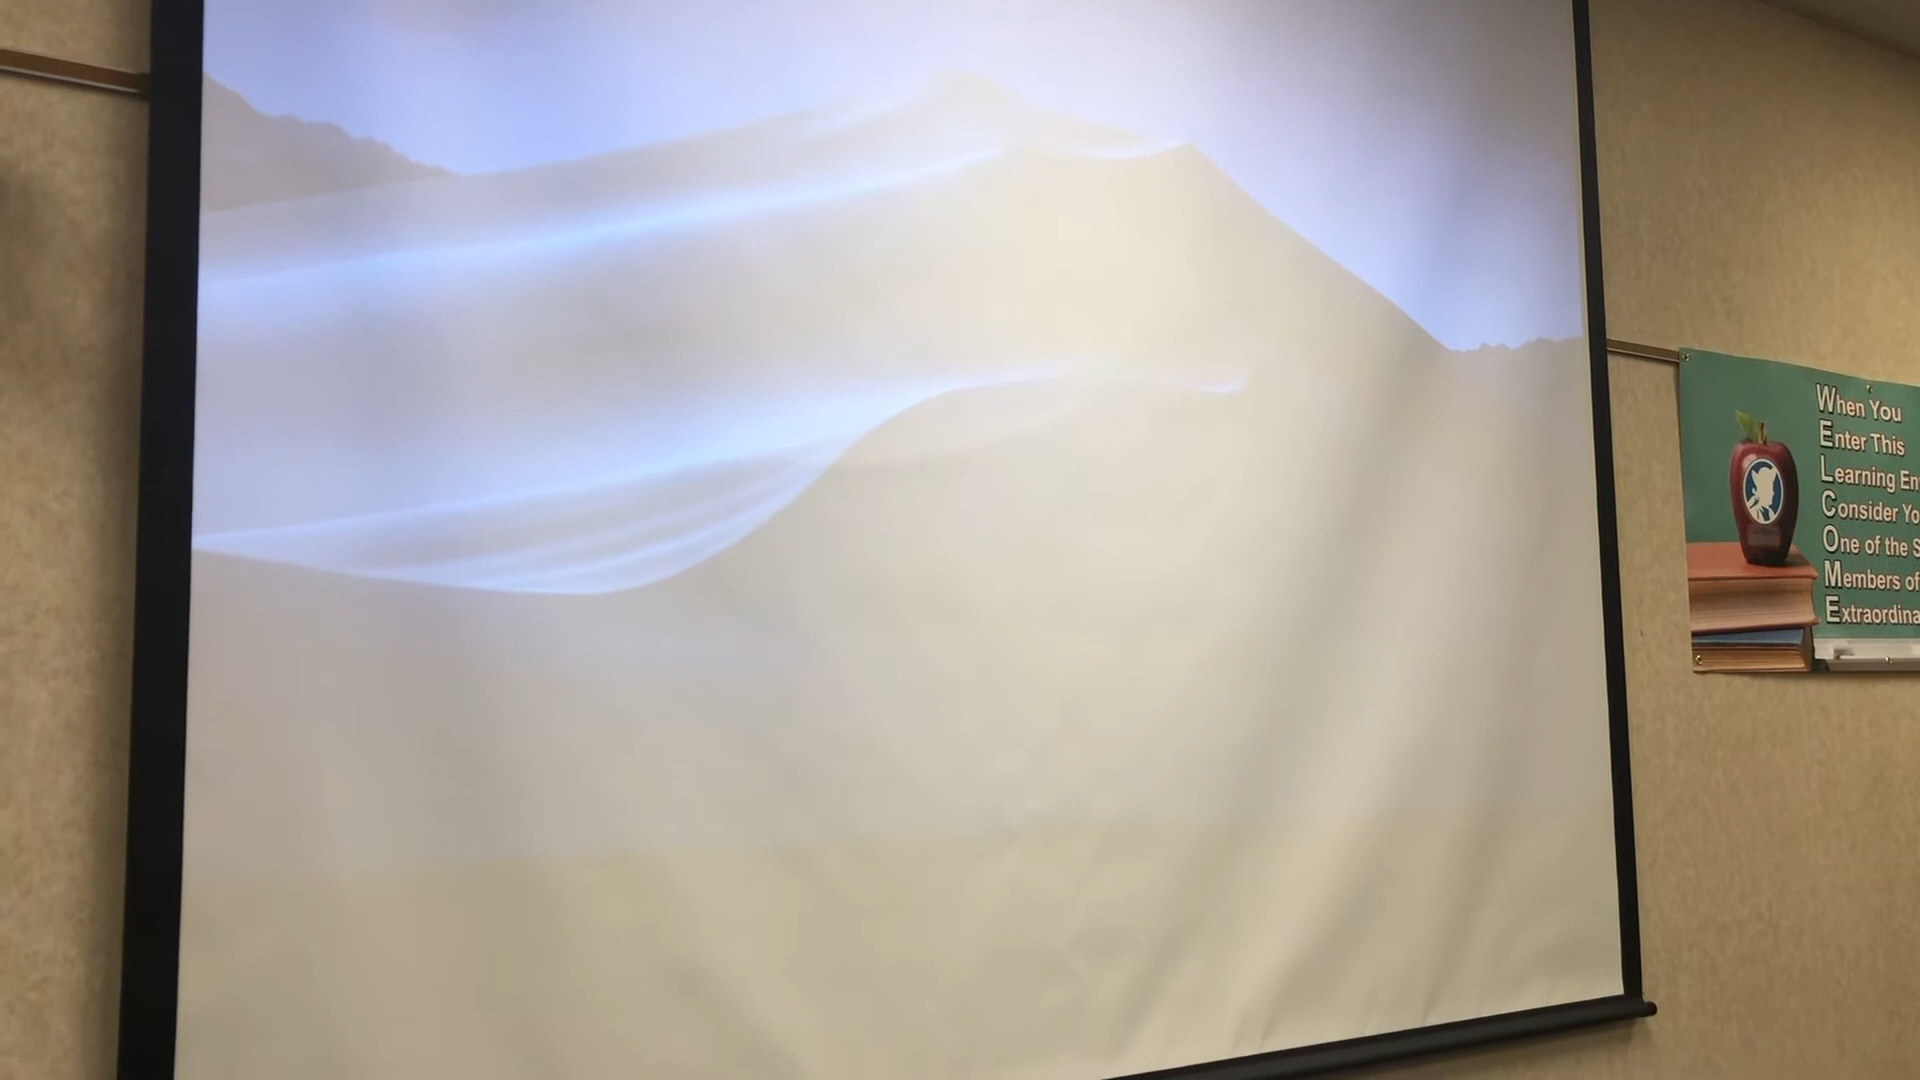 When You
Enter This
Learning
Consider
One of the
Members of
Extraordina